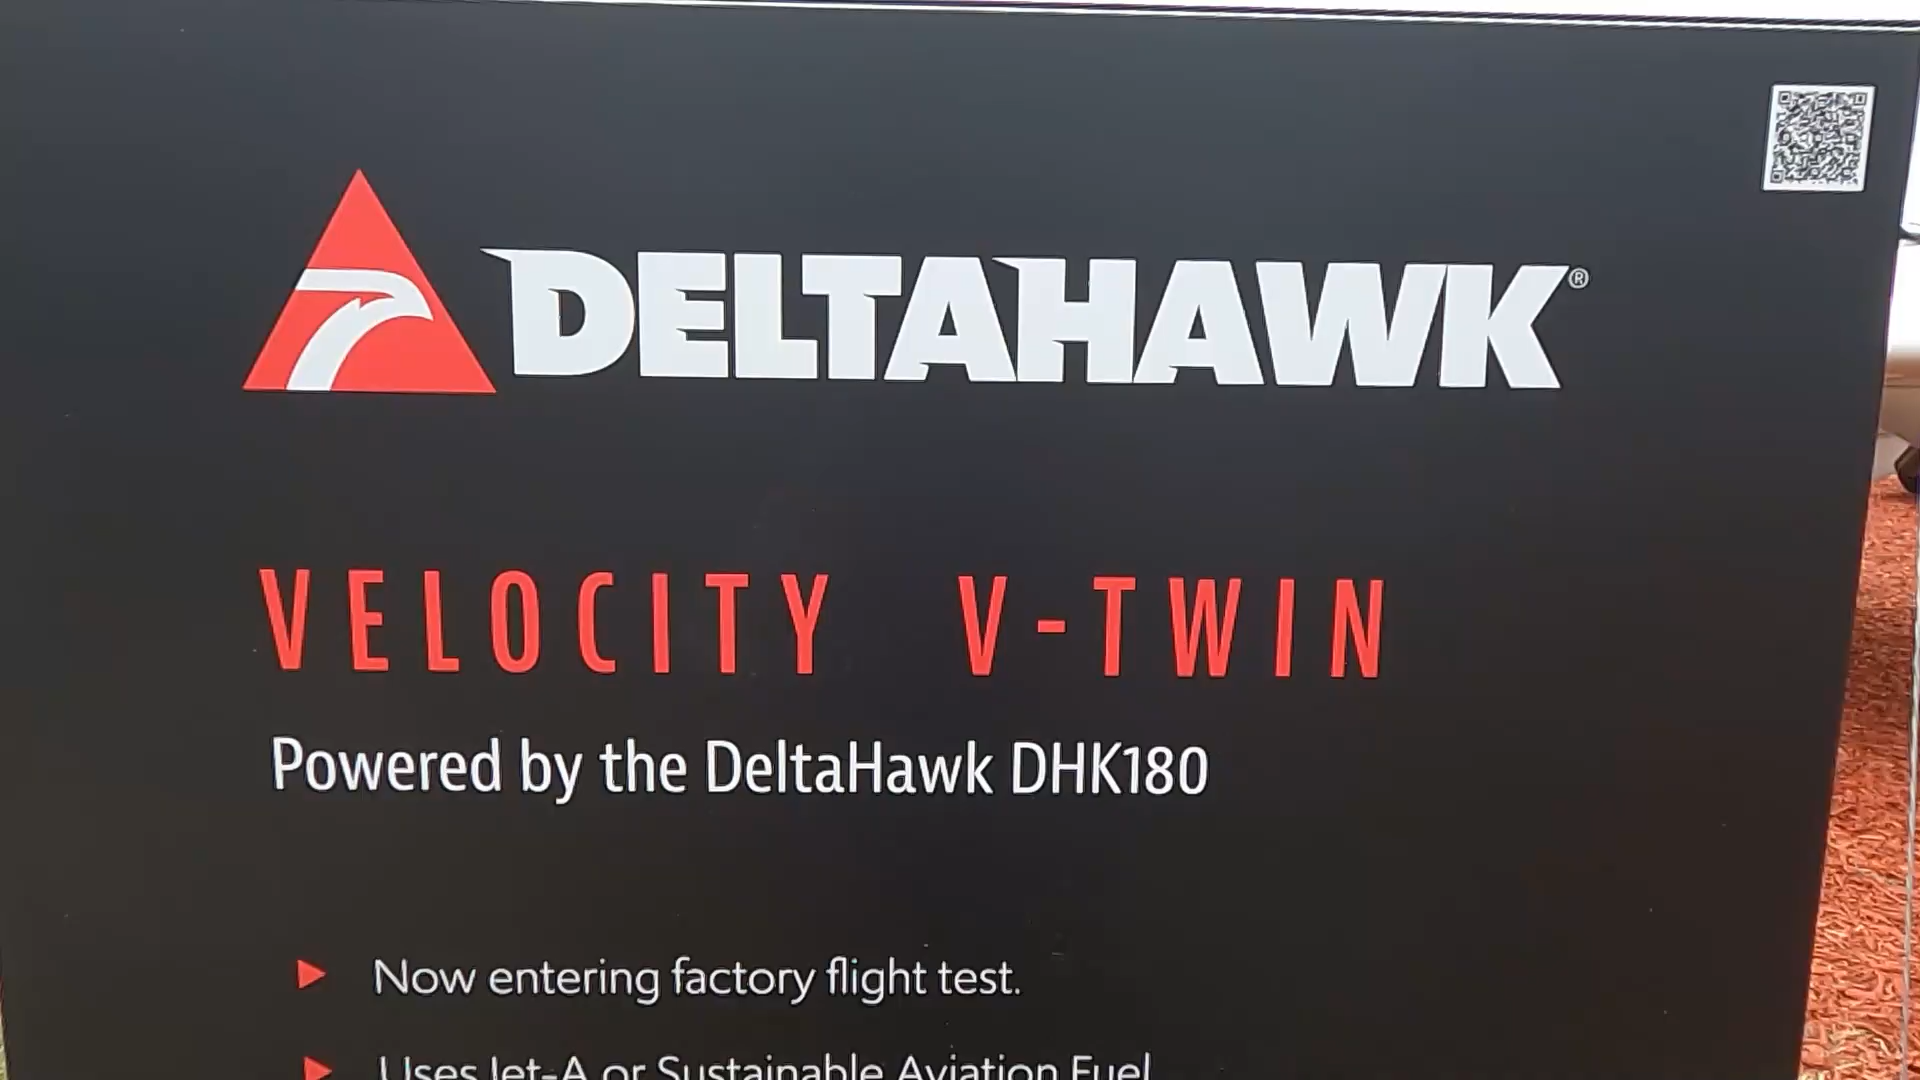 DELTAHAWK®
VELOCITY V-TWIN
Powered by the DeltaHawk DHK180
Now entering factory flight test.
Uses Jet-A or Sustainable Aviation Fuel